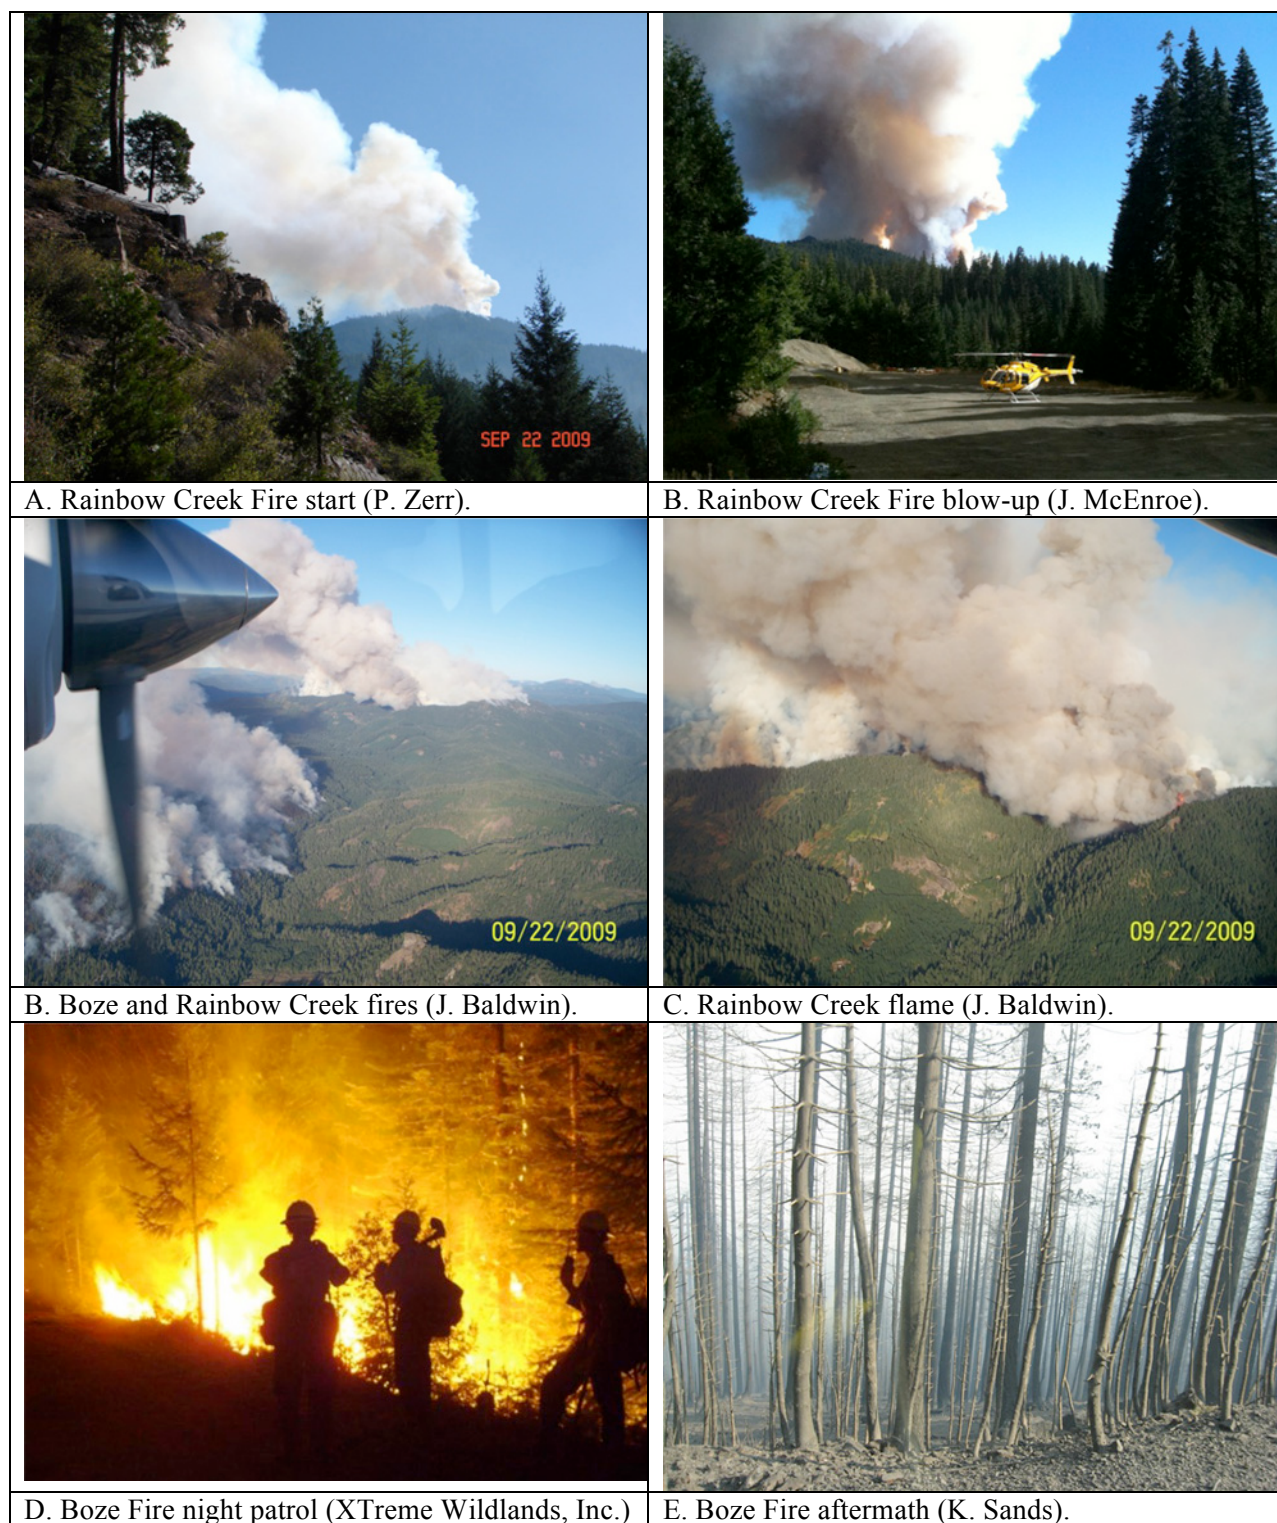 SEP 22 2009
A. Rainbow Creek Fire start (P. Zerr).
B. Rainbow Creek Fire blow-up (J. McEnroe).
09/22/2009
09/22/2009
B. Boze and Rainbow Creek fires (J. Baldwin).
C. Rainbow Creek flame (J. Baldwin).
D. Boze Fire night patrol (XTreme Wildlands, Inc.)
E. Boze Fire aftermath (K. Sands).